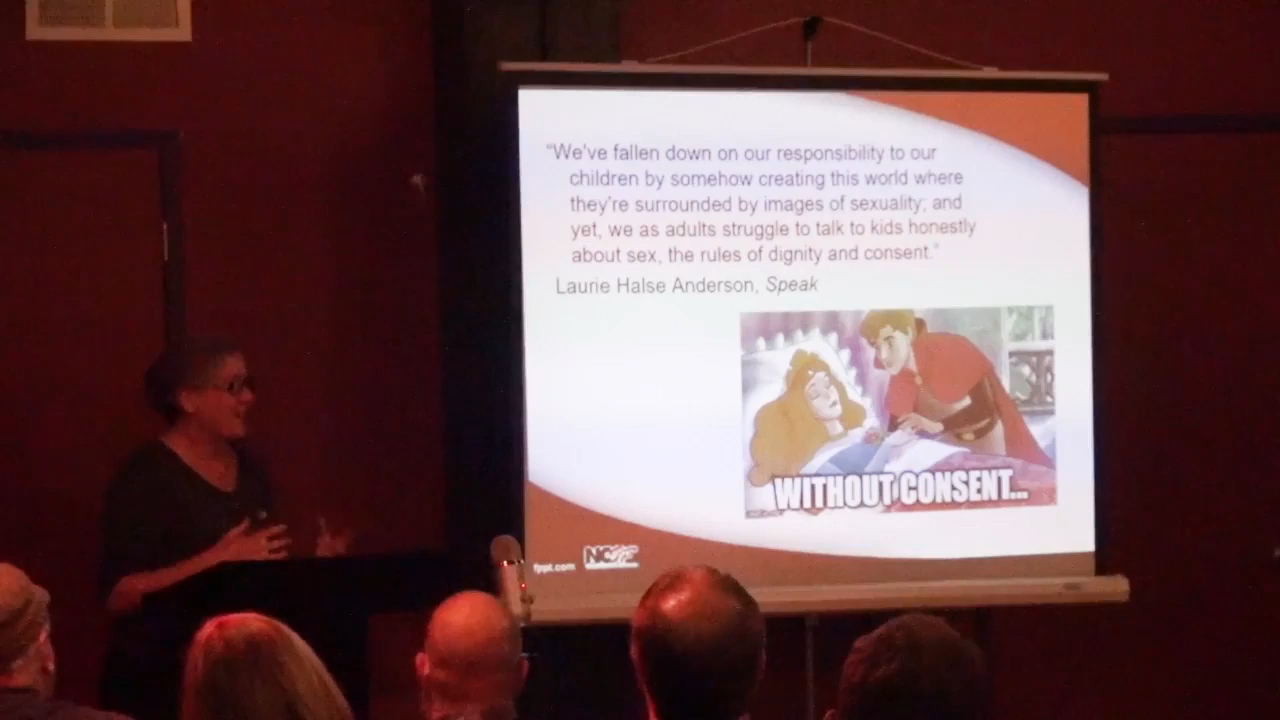 “We've fallen down on our responsibility to our
children by somehow creating this world where
they're surrounded by images of sexuality; and
yet, we as adults struggle to talk to kids honestly
about sex, the rules of dignity and consent.”
Laurie Halse Anderson, Speak
WITHOUT CONSENT...
fppt.com